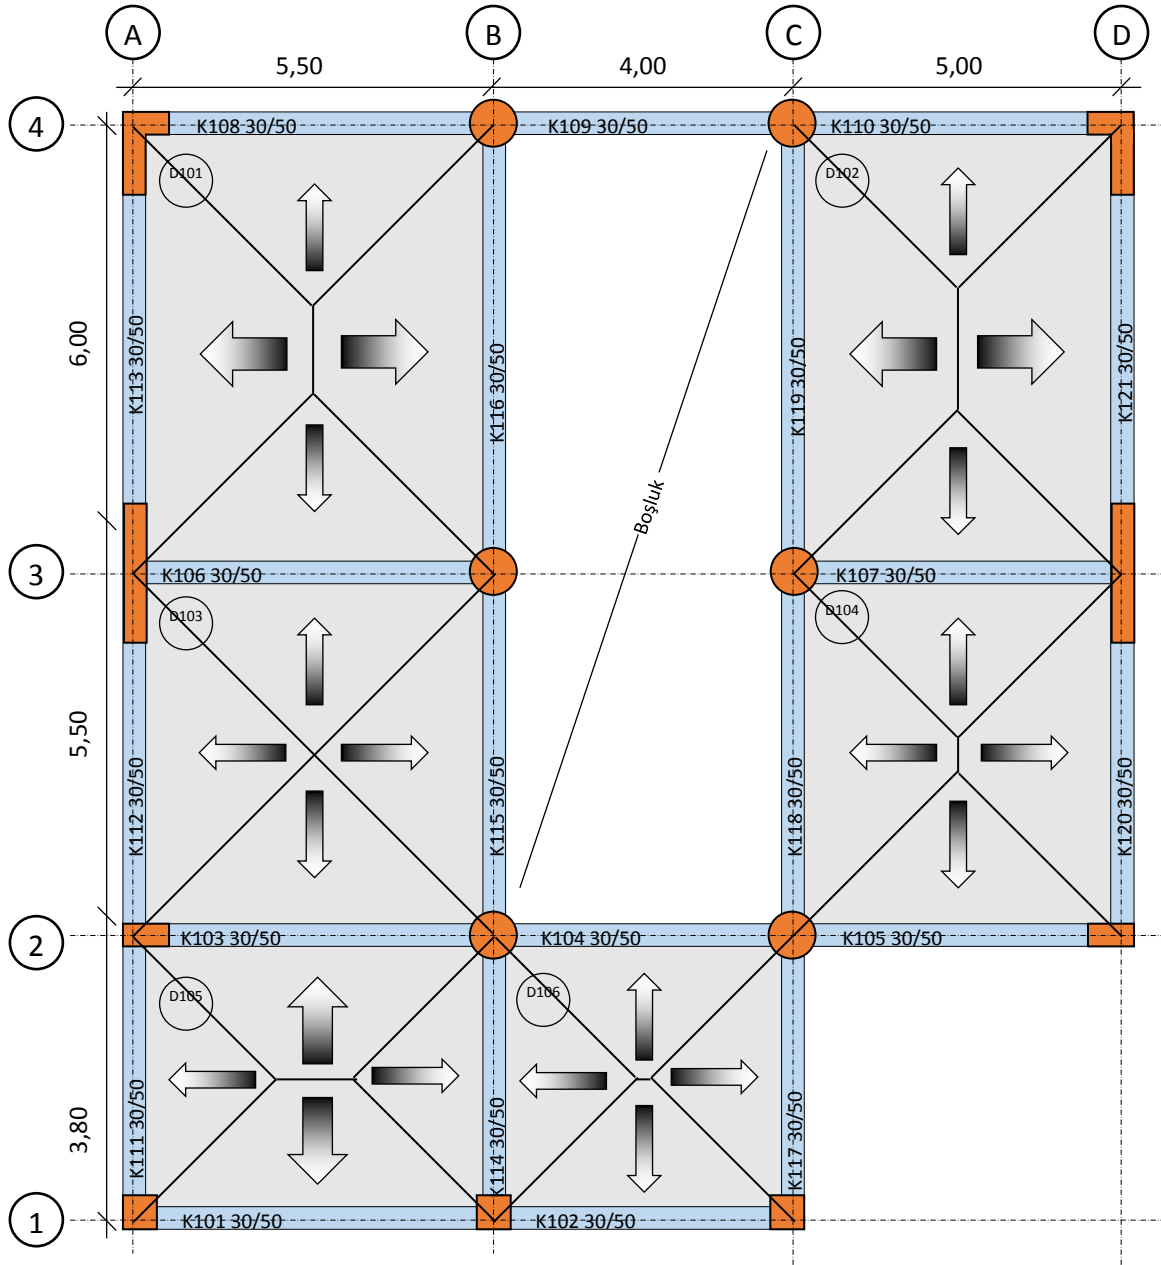 A
B
C
D
5,50
4,00
5,00
4
K108 30/50
K109 30/50
K110 30/50
D101
D102
6,00
K113 30/50
K116 30/50
K119 30/50
K121 30/50
Boşluk
3
K106 30/50
K107 30/50
D103
D104
5,50
K112 30/50
K115 30/50
K118 30/50
K120 30/50
2
K103 30/50
K104 30/50
K105 30/50
D105
D106
3,80
K111 30/50
K114 30/50
K117 30/50
1
K101 30/50
K102 30/50